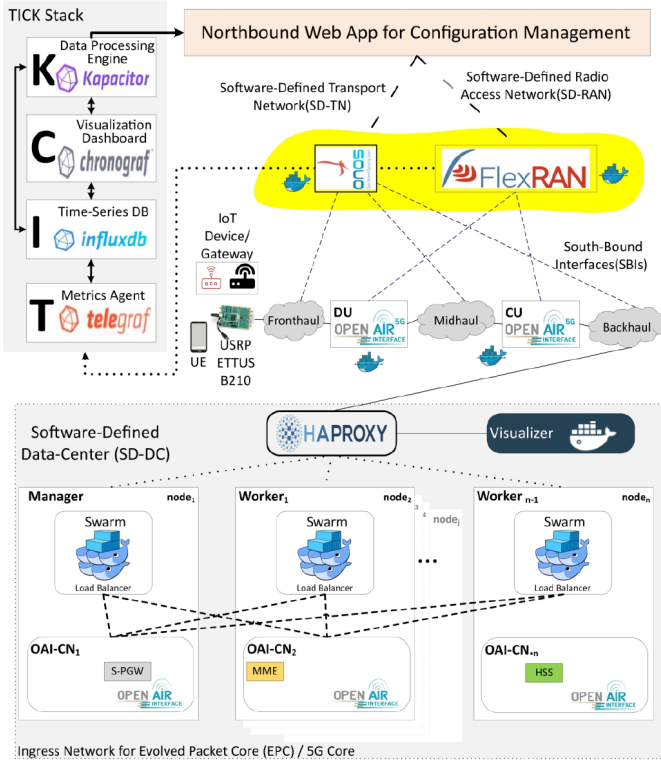 TICK Stack
K
Data Processing
Engine
Kapacitor
C
Visualization
Dashboard
chronograf
I
Time-Series DB
influxdb
T
Metrics Agent
telegraf
Northbound Web App for Configuration Management
Software-Defined Transport
Network(SD-TN)
Software-Defined Radio
Access Network(SD-RAN)
ONOS
FlexRAN
IoT
Device/
Gateway
South-Bound
Interfaces(SBIs)
UE
USRP
ETTUS
B210
Fronthaul
DU
OPEN AIR 5G
INTERFACE
Midhaul
CU
OPEN AIR 5G
INTERFACE
Backhaul
Software-Defined
Data-Center (SD-DC)
HAPROXY
Visualizer
Manager
node1
Swarm
Load Balancer
Worker1
node2
Swarm
Load Balancer
3
4
nodej
...
Worker n-1
noden
Swarm
Load Balancer
OAI-CN1
S-PGW
OPEN AIR
INTERFACE
OAI-CN2
MME
OPEN AIR
INTERFACE
OAI-CN.n
HSS
OPEN AIR
INTERFACE
Ingress Network for Evolved Packet Core (EPC) / 5G Core